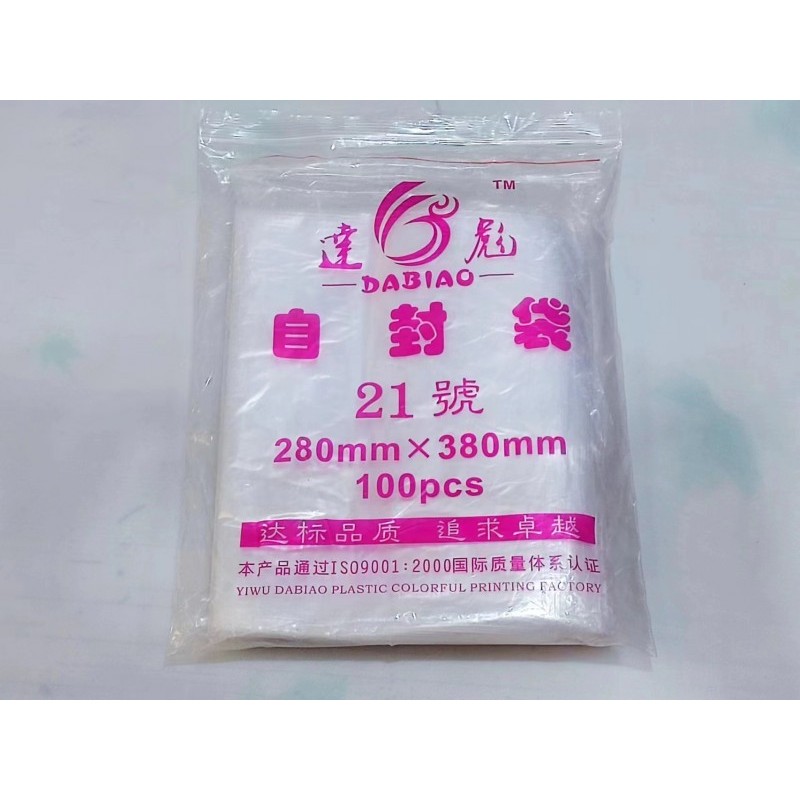 TM
達 彪
DABIAO
自封袋
21號
280mm×380mm
100pcs
达标品质 追求卓越
本产品通过ISO9001:2000国际质量体系认证
YIWU DABIAO PLASTIC COLORFUL PRINTING FACTORY